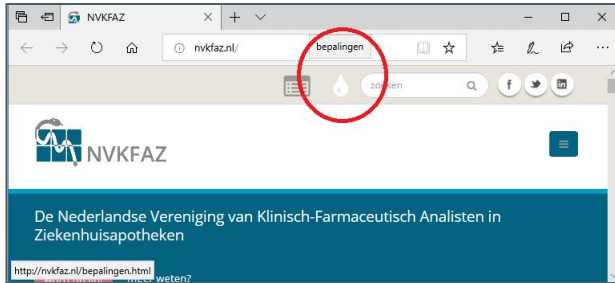 NVKFAZ
nvkfaz.nl/
bepalingen
zoeken
NVKFAZ
De Nederlandse Vereniging van Klinisch-Farmaceutisch Analisten in
Ziekenhuisapotheken
http://nvkfaz.nl/bepalingen.html
meer weten?